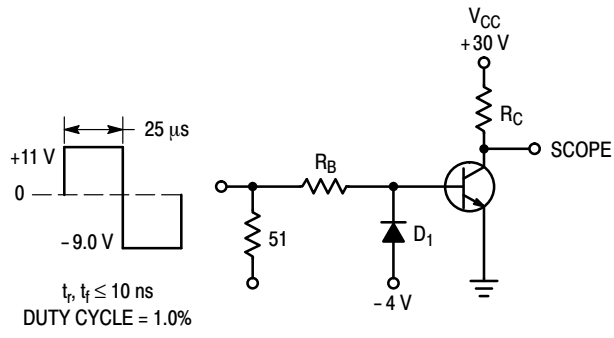 V_CC
+30 V
R_C
SCOPE
25 µs
+11 V
0
−9.0 V
R_B
51
D_1
−4 V
t_r, t_f ≤ 10 ns
DUTY CYCLE = 1.0%